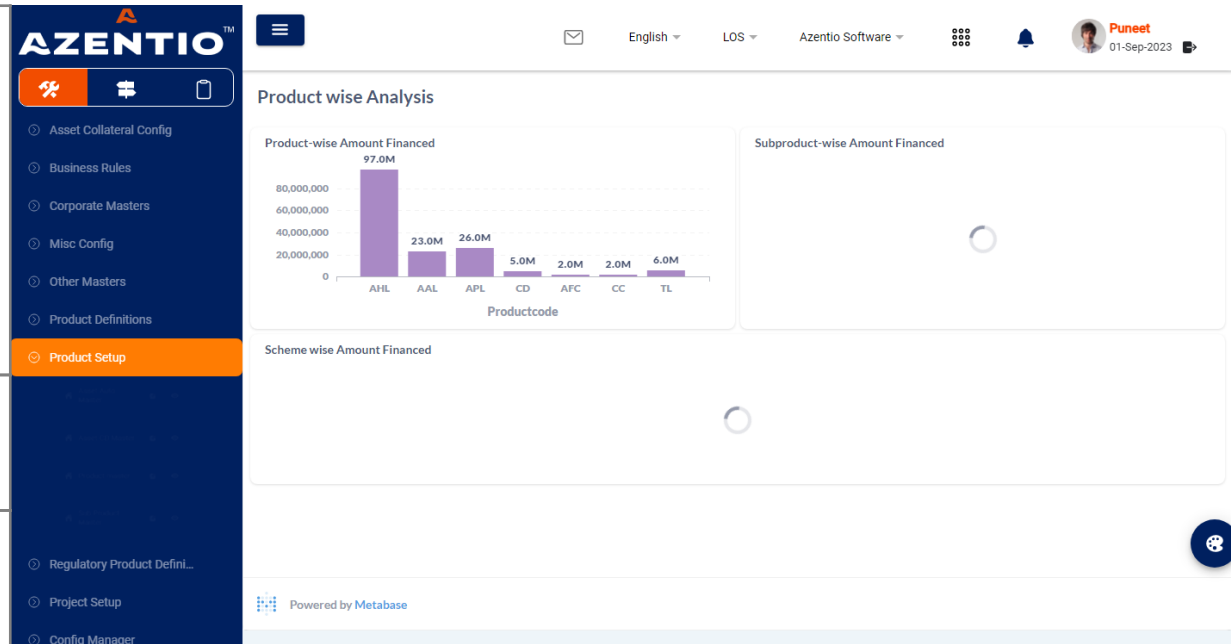 AZENTIO™
English
LOS
Azentio Software
Puneet
01-Sep-2023
Asset Collateral Config
Business Rules
Corporate Masters
Misc Config
Other Masters
Product Definitions
Product Setup
Regulatory Product Defini...
Project Setup
Config Manager
Product wise Analysis
Product-wise Amount Financed
97.0M
80,000,000
60,000,000
40,000,000
20,000,000
0
23.0M
26.0M
5.0M
2.0M
2.0M
6.0M
AHL AAL APL CD AFC CC TL
Productcode
Subproduct-wise Amount Financed
Scheme wise Amount Financed
Powered by Metabase